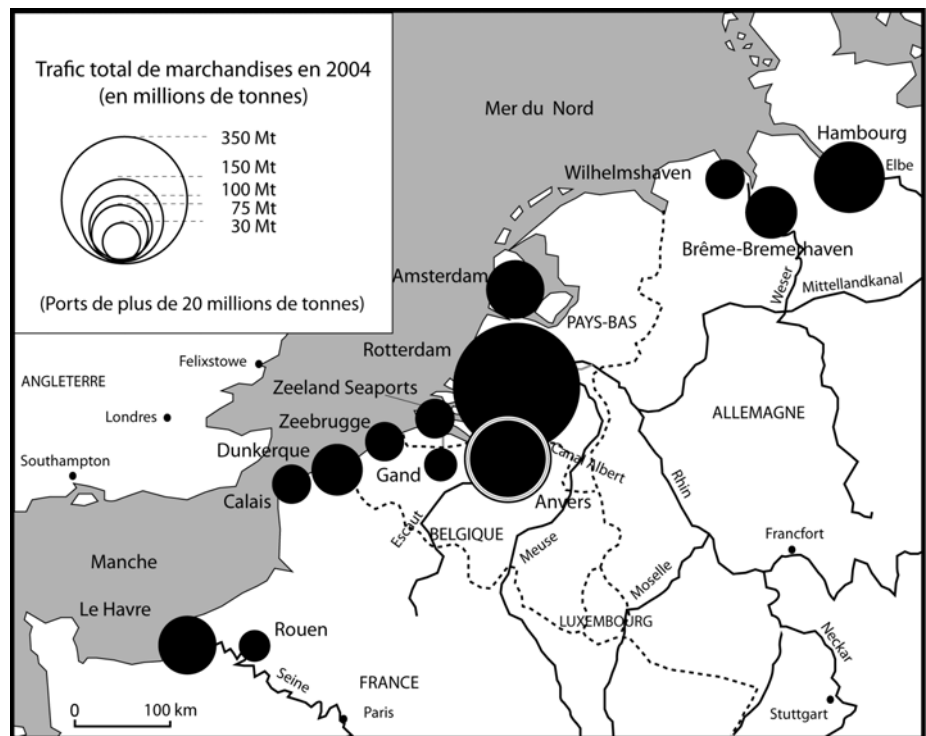 Trafic total de marchandises en 2004
(en millions de tonnes)
350 Mt
150 Mt
100 Mt
75 Mt
30 Mt
(Ports de plus de 20 millions de tonnes)
Mer du Nord
Hambourg
Elbe
Wilhelmshaven
Brême-Bremerhaven
Weser
Mittellandkanal
Amsterdam
PAYS-BAS
Rotterdam
Felixstowe
ANGLETERRE
Zeeland Seaports
Londres
Zeebrugge
ALLEMAGNE
Dunkerque
Southampton
Gand
Canal Albert
Calais
Anvers
Rhin
Escaut
BELGIQUE
Meuse
Francfort
Manche
Moselle
Le Havre
LUXEMBOURG
Rouen
Neckar
Seine
FRANCE
0 100 km
Paris
Stuttgart